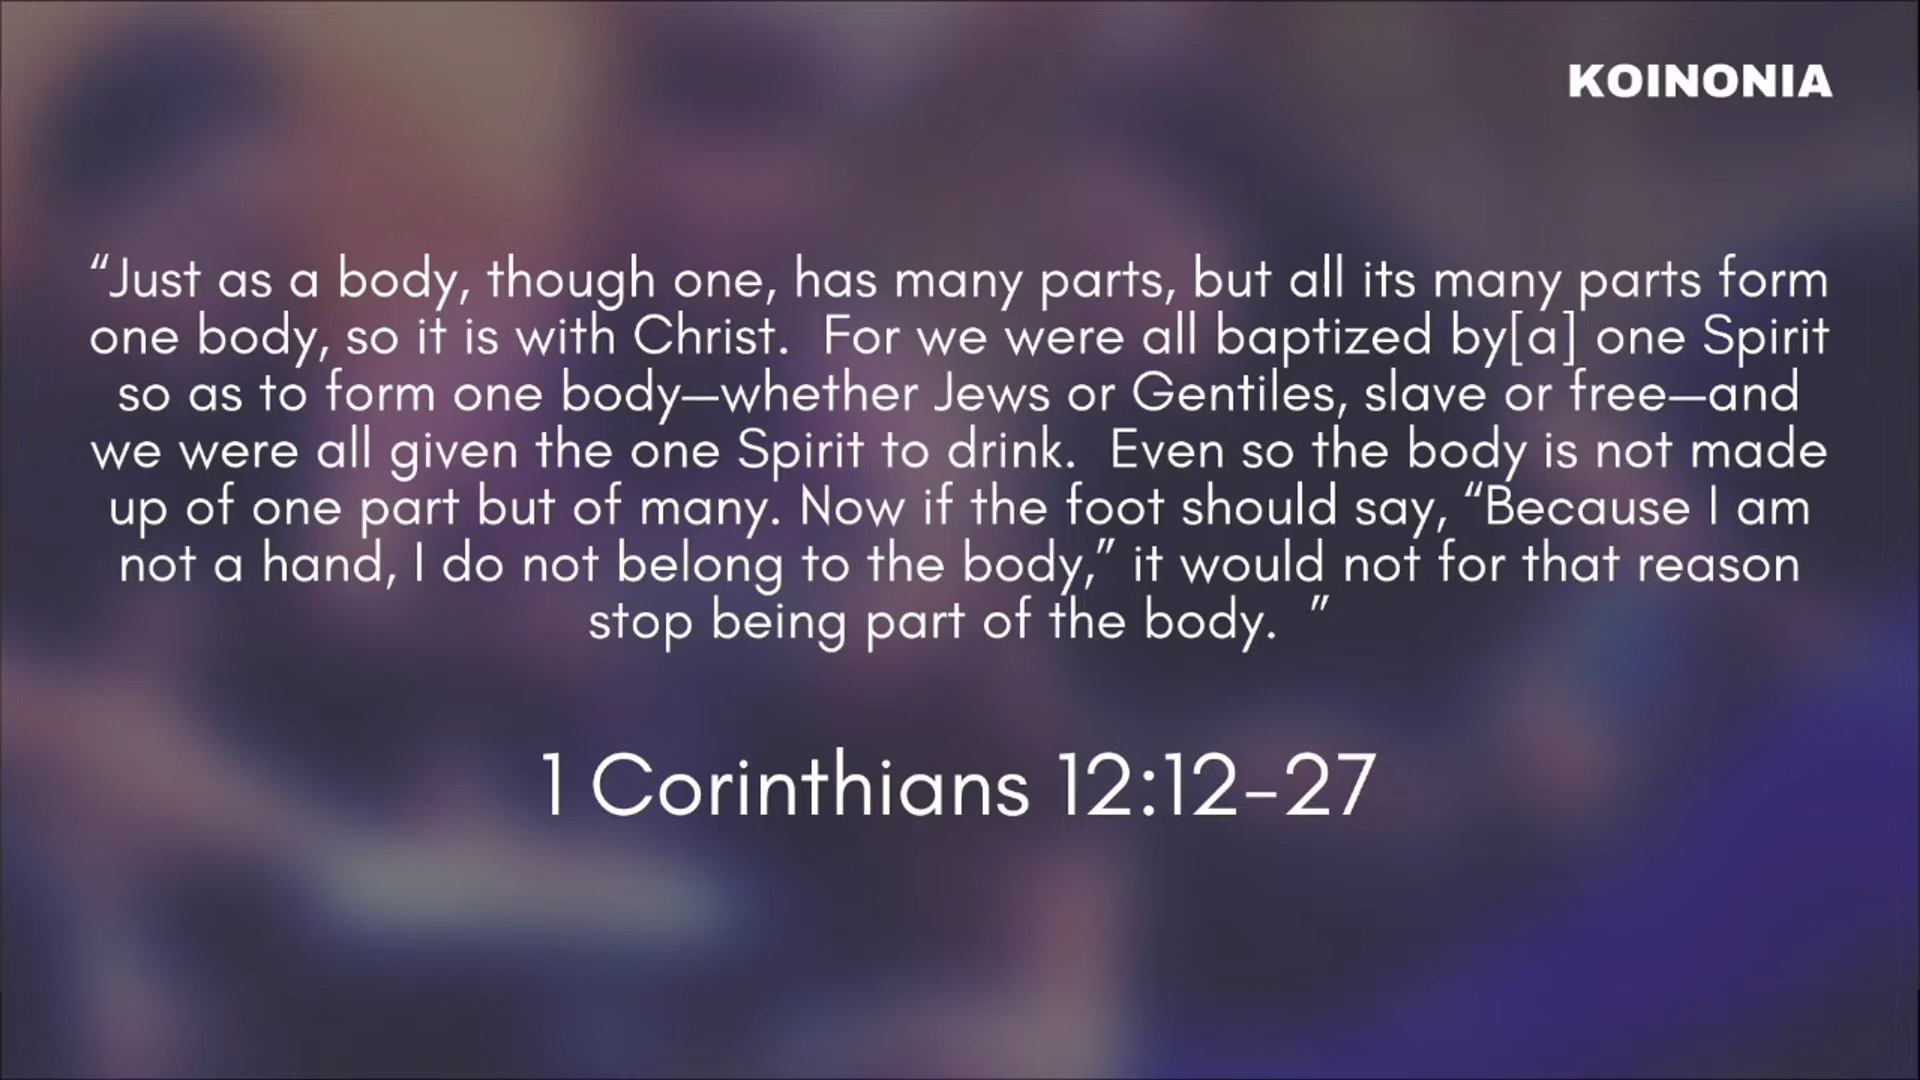 KOINONIA
“Just as a body, though one, has many parts, but all its many parts form
one body, so it is with Christ.  For we were all baptized by[a] one Spirit
so as to form one body—whether Jews or Gentiles, slave or free—and
we were all given the one Spirit to drink.  Even so the body is not made
up of one part but of many. Now if the foot should say, “Because I am
not a hand, I do not belong to the body,” it would not for that reason
stop being part of the body.  ”
1 Corinthians 12:12–27